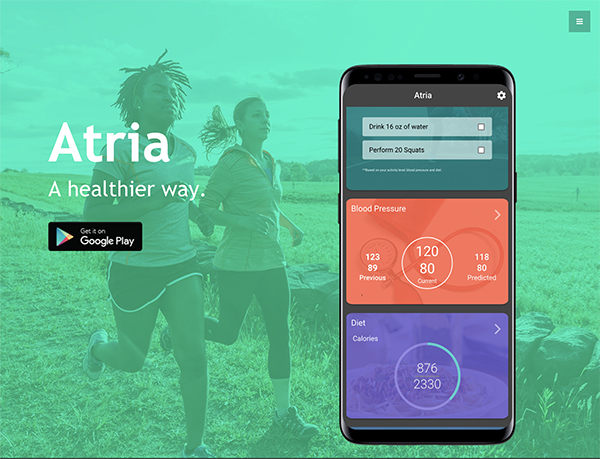 Atria
A healthier way.
Get it on
Google Play
Atria
Drink 16 oz of water
Perform 20 Squats
*Based on your activity level, blood pressure and diet
Blood Pressure
123
89
Previous
120
80
Current
118
80
Predicted
Diet
Calories
876
2330